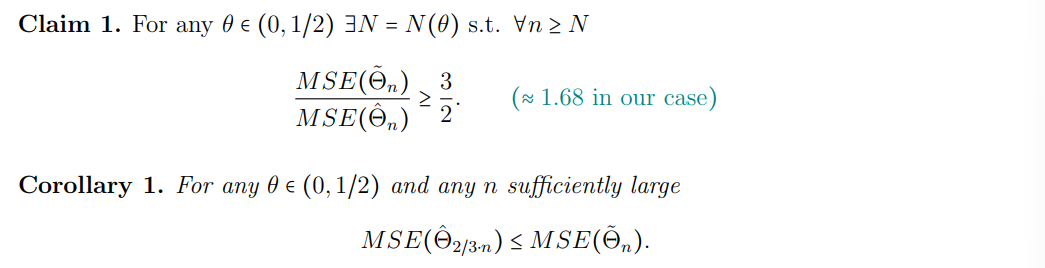 Claim 1. For any θ ϵ (0, 1/2) ∃N = N(θ) s.t. ∀n ≥ N
MSE(Θ̃ₙ) / MSE(Θ̂ₙ) ≥ 3/2. (≈ 1.68 in our case)
Corollary 1. For any θ ϵ (0, 1/2) and any n sufficiently large
MSE(Θ̂_{2/3·n}) ≤ MSE(Θ̃ₙ).